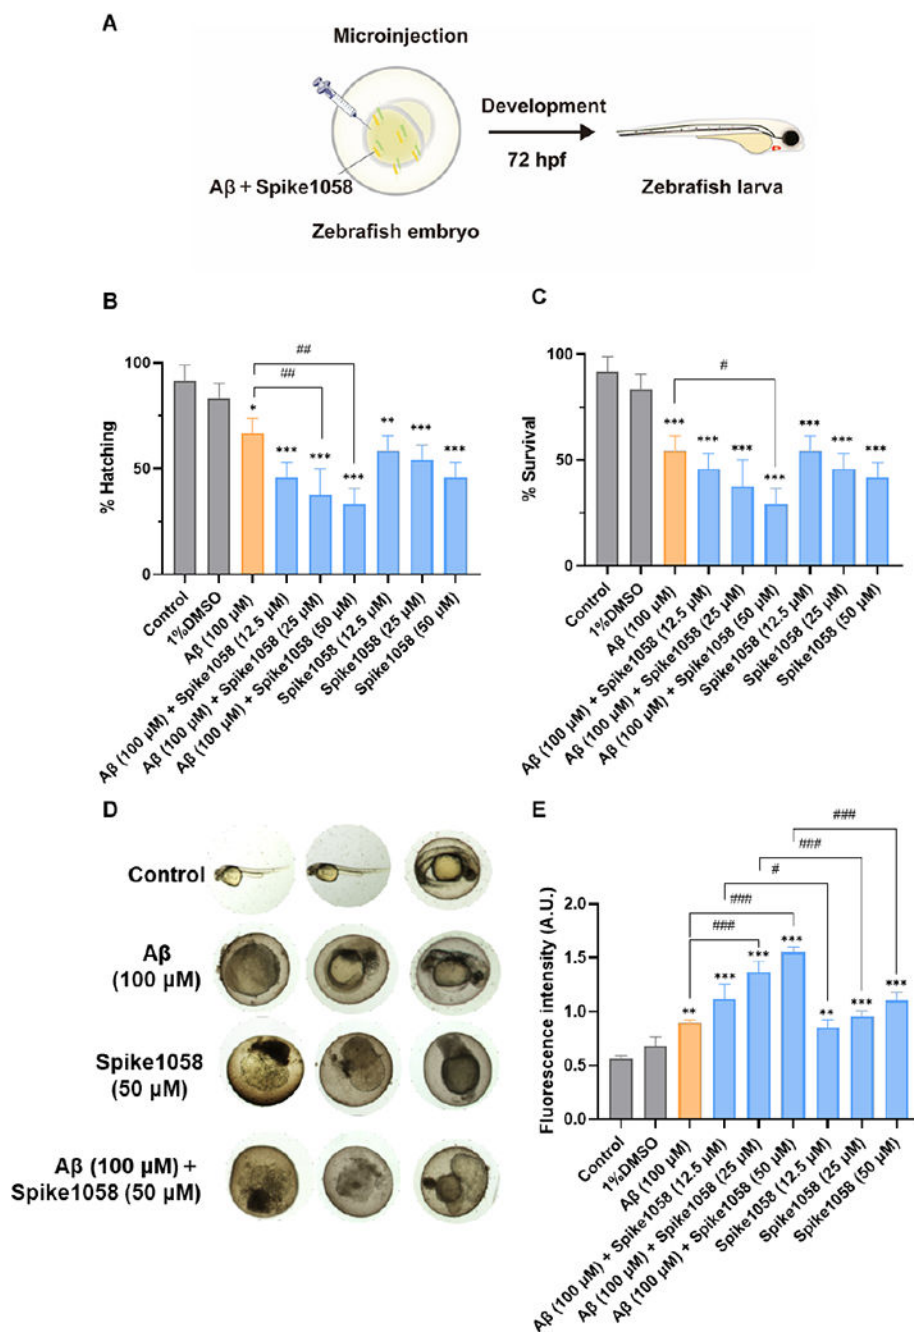 A
Microinjection
Development
72 hpf
Aβ + Spike1058
Zebrafish embryo
Zebrafish larva
B
% Hatching
100
50
0
##
##
*
***
***
***
**
***
***
Control
1%DMSO
Aβ (100 μM)
Aβ (100 μM) + Spike1058 (12.5 μM)
Aβ (100 μM) + Spike1058 (25 μM)
Aβ (100 μM) + Spike1058 (50 μM)
Spike1058 (12.5 μM)
Spike1058 (25 μM)
Spike1058 (50 μM)
C
% Survival
100
50
0
#
***
***
***
***
***
***
***
Control
1%DMSO
Aβ (100 μM)
Aβ (100 μM) + Spike1058 (12.5 μM)
Aβ (100 μM) + Spike1058 (25 μM)
Aβ (100 μM) + Spike1058 (50 μM)
Spike1058 (12.5 μM)
Spike1058 (25 μM)
Spike1058 (50 μM)
D
Control
Aβ
(100 μM)
Spike1058
(50 μM)
Aβ (100 μM) +
Spike1058 (50 μM)
E
Fluorescence intensity (A.U.)
2.0
1.5
1.0
0.5
0.0
###
###
#
###
###
**
***
***
***
**
***
***
Control
1%DMSO
Aβ (100 μM)
Aβ (100 μM) + Spike1058 (12.5 μM)
Aβ (100 μM) + Spike1058 (25 μM)
Aβ (100 μM) + Spike1058 (50 μM)
Spike1058 (12.5 μM)
Spike1058 (25 μM)
Spike1058 (50 μM)